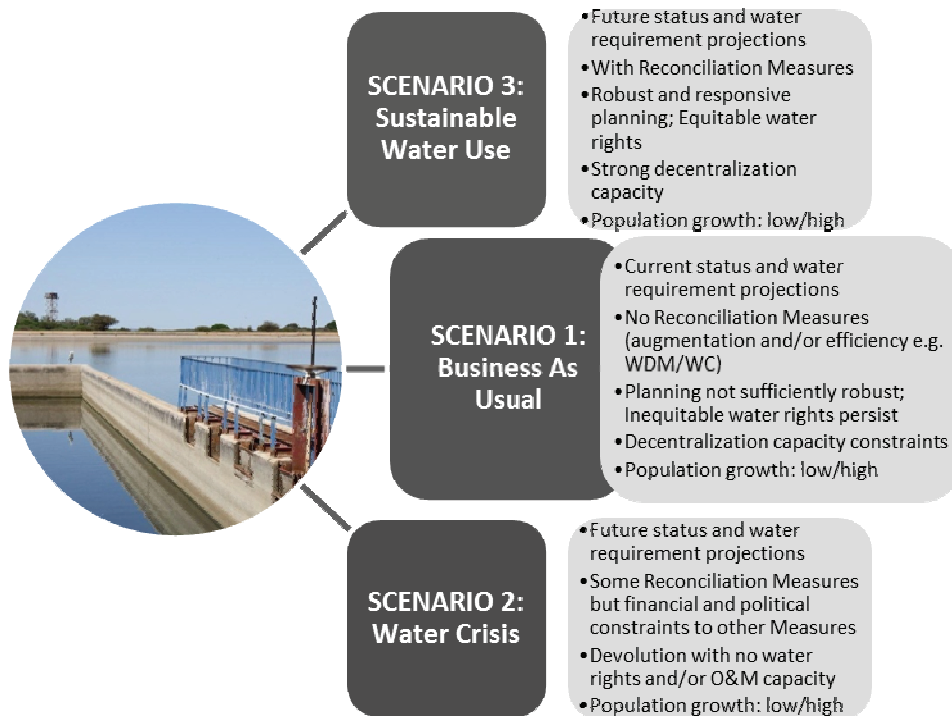 SCENARIO 3:
Sustainable
Water Use
•Future status and water
requirement projections
•With Reconciliation Measures
•Robust and responsive
planning; Equitable water
rights
•Strong decentralization
capacity
•Population growth: low/high
SCENARIO 1:
Business As
Usual
•Current status and water
requirement projections
•No Reconciliation Measures
(augmentation and/or efficiency e.g.
WDM/WC)
•Planning not sufficiently robust;
Inequitable water rights persist
•Decentralization capacity constraints
•Population growth: low/high
SCENARIO 2:
Water Crisis
•Future status and water
requirement projections
•Some Reconciliation Measures
but financial and political
constraints to other Measures
•Devolution with no water
rights and/or O&M capacity
•Population growth: low/high